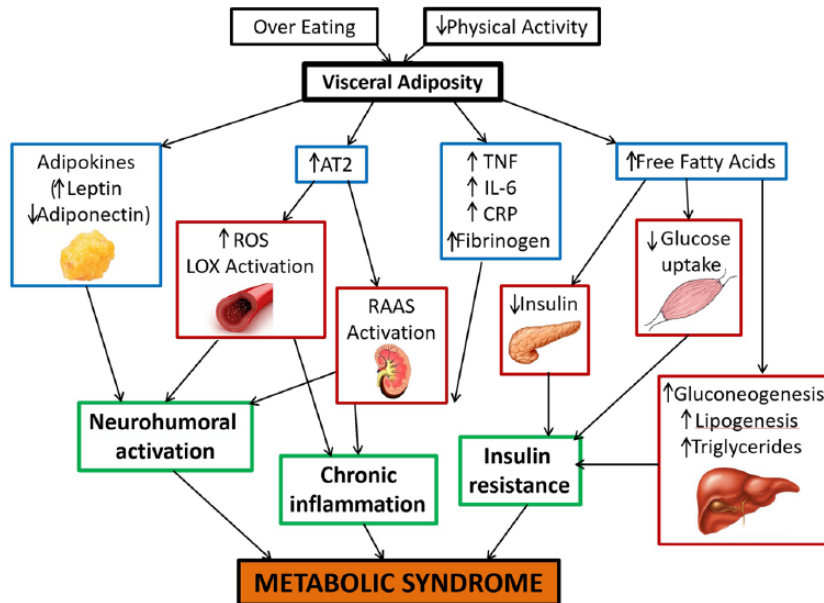 Over Eating
↓Physical Activity
Visceral Adiposity
Adipokines
(↑Leptin
↓Adiponectin)
↑AT2
↑ TNF
↑ IL-6
↑ CRP
↑Fibrinogen
↑Free Fatty Acids
↑ ROS
LOX Activation
RAAS
Activation
↓Insulin
↓ Glucose
uptake
↑Gluconeogenesis
↑ Lipogenesis
↑Triglycerides
Neurohumoral
activation
Chronic
inflammation
Insulin
resistance
METABOLIC SYNDROME